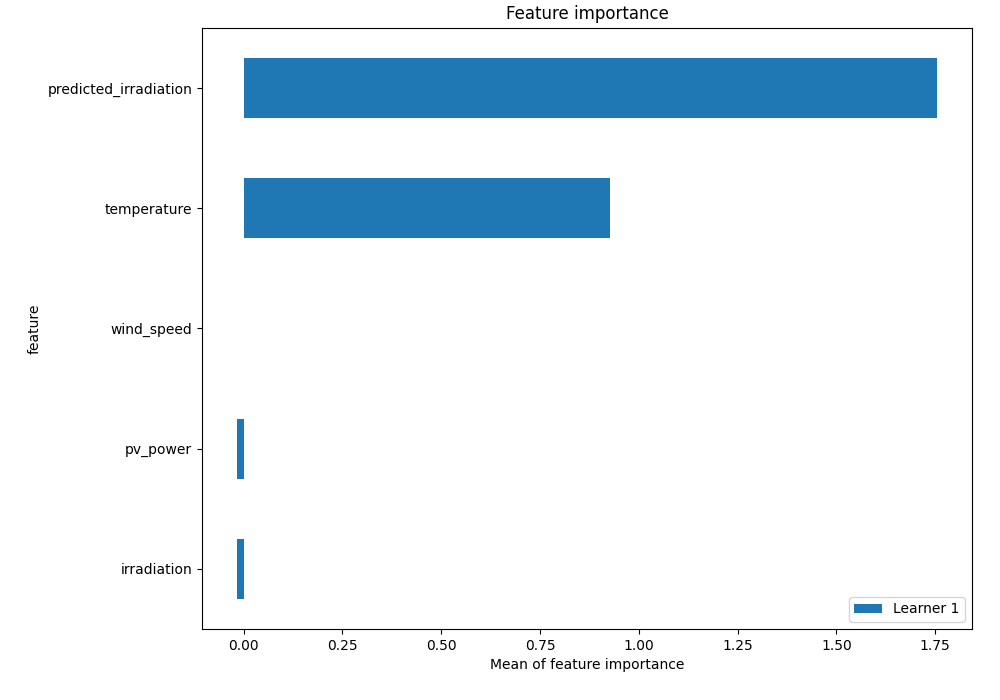 Feature importance
predicted_irradiation
temperature
wind_speed
pv_power
irradiation
feature
0.00 0.25 0.50 0.75 1.00 1.25 1.50 1.75
Mean of feature importance
Learner 1